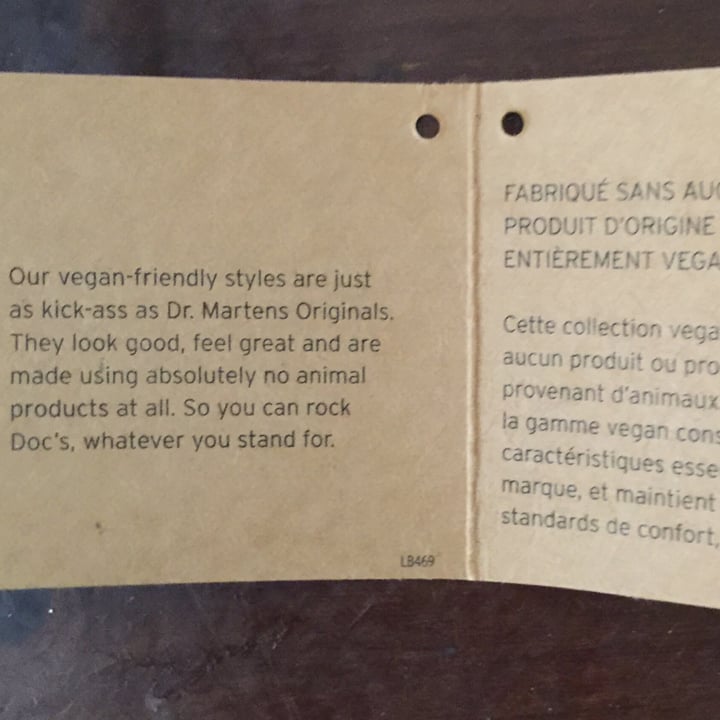 Our vegan-friendly styles are just
as kick-ass as Dr. Martens Originals.
They look good, feel great and are
made using absolutely no animal
products at all. So you can rock
Doc's, whatever you stand for.
LB469
FABRIQUÉ SANS
PRODUIT D'ORIGINE
ENTIÈREMENT
Cette collection
aucun produit ou
provenant d'animaux
la gamme vegan
caractéristiques
marque, et maintient
standards de confort,